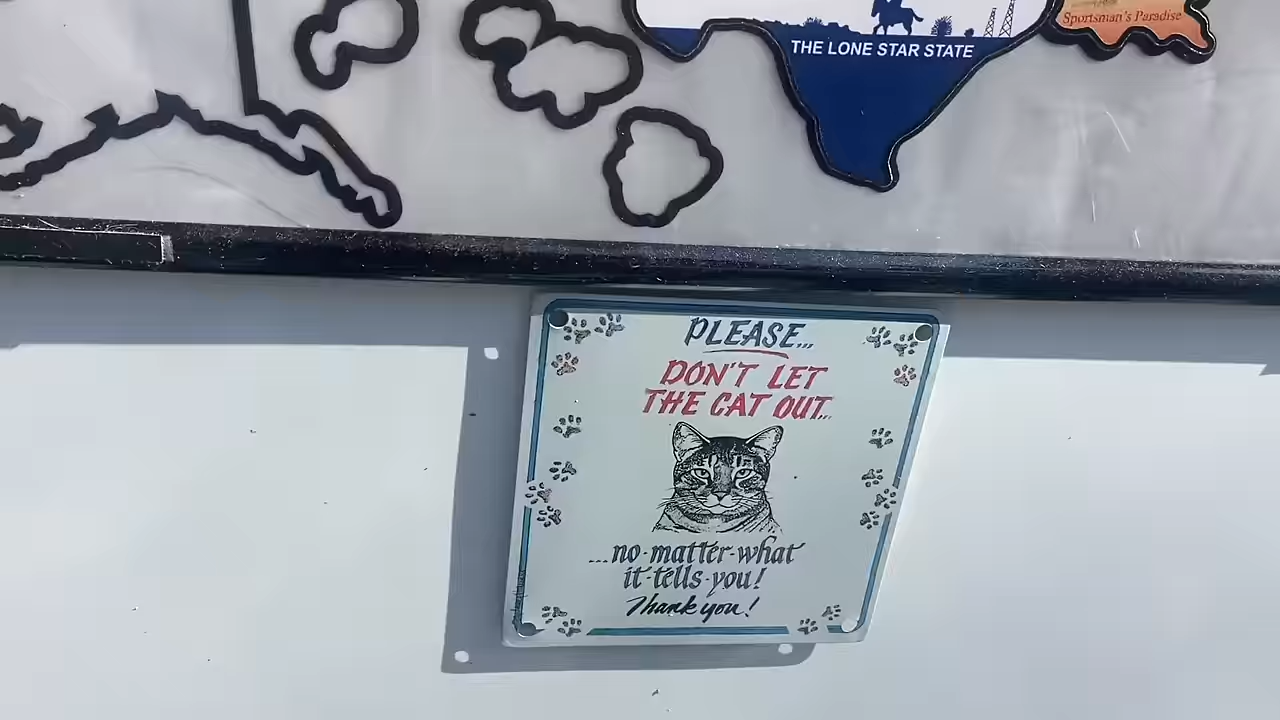 Sportsman's Paradise
THE LONE STAR STATE
PLEASE...
DON'T LET
THE CAT OUT...
...no-matter-what
it-tells-you!
Thank you!